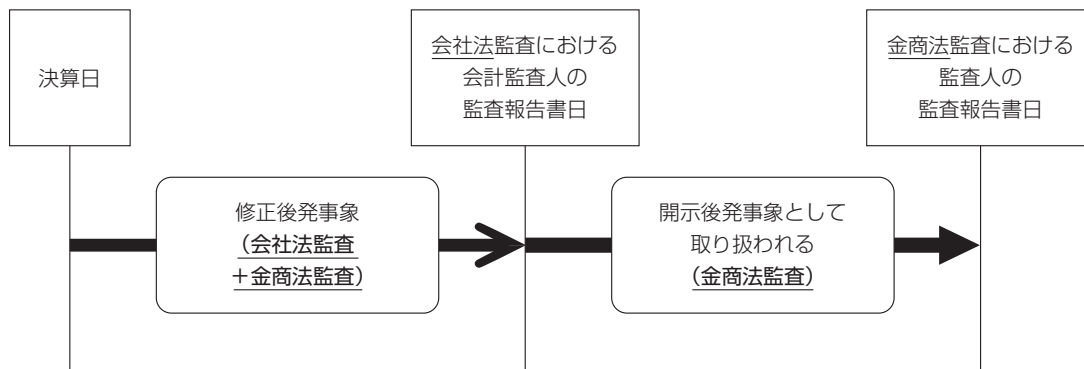 決算日
会社法監査における
会計監査人の
監査報告書日
金商法監査における
監査人の
監査報告書日
修正後発事象
(会社法監査
+金商法監査)
開示後発事象として
取り扱われる
(金商法監査)